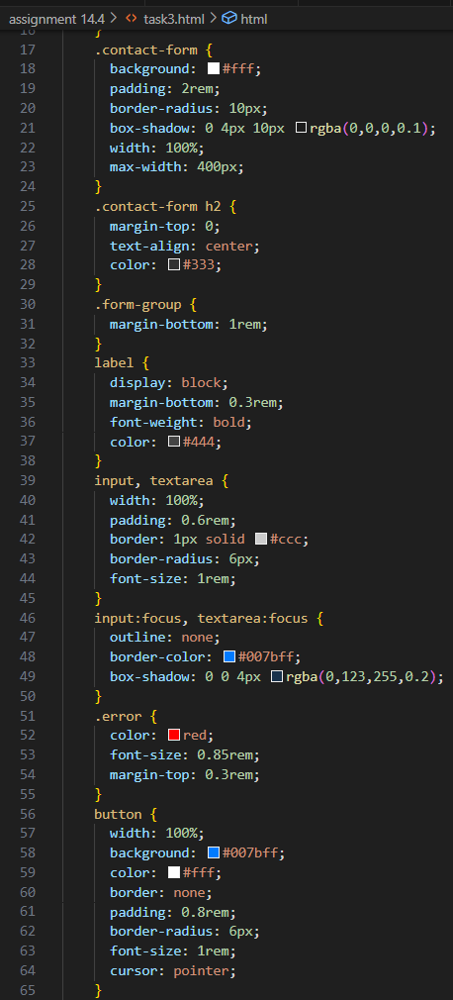 assignment 14.4 > <> task3.html > html
16 }
17 .contact-form {
18 background: #fff;
19 padding: 2rem;
20 border-radius: 10px;
21 box-shadow: 0 4px 10px rgba(0,0,0,0.1);
22 width: 100%;
23 max-width: 400px;
24 }
25 .contact-form h2 {
26 margin-top: 0;
27 text-align: center;
28 color: #333;
29 }
30 .form-group {
31 margin-bottom: 1rem;
32 }
33 label {
34 display: block;
35 margin-bottom: 0.3rem;
36 font-weight: bold;
37 color: #444;
38 }
39 input, textarea {
40 width: 100%;
41 padding: 0.6rem;
42 border: 1px solid #ccc;
43 border-radius: 6px;
44 font-size: 1rem;
45 }
46 input:focus, textarea:focus {
47 outline: none;
48 border-color: #007bff;
49 box-shadow: 0 0 4px rgba(0,123,255,0.2);
50 }
51 .error {
52 color: red;
53 font-size: 0.85rem;
54 margin-top: 0.3rem;
55 }
56 button {
57 width: 100%;
58 background: #007bff;
59 color: #fff;
60 border: none;
61 padding: 0.8rem;
62 border-radius: 6px;
63 font-size: 1rem;
64 cursor: pointer;
65 }